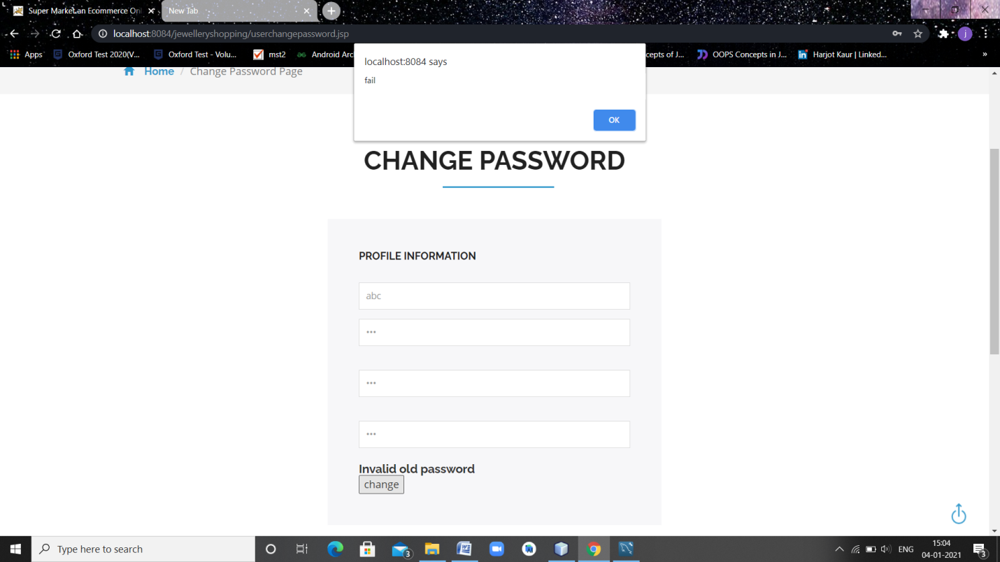 Super Market an Ecommerce On
New Tab
localhost:8084/jewelleryshopping/userchangepassword.jsp
j
Apps
Oxford Test 2020(V...
Oxford Test - Volu...
mst2
Android Arc
cepts of J...
OOPS Concepts in J...
Harjot Kaur | Linked...
»
localhost:8084 says
fail
OK
Home / Change Password Page
CHANGE PASSWORD
PROFILE INFORMATION
abc
•••
•••
•••
Invalid old password
change
Type here to search
3
ENG
15:04
04-01-2021
3